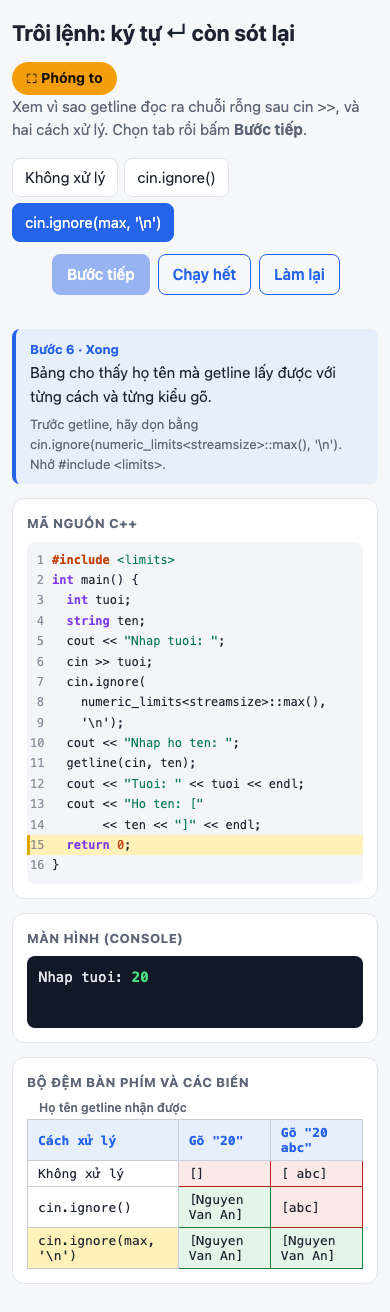 Trôi lệnh: ký tự ↵ còn sót lại
⛶ Phóng to
Xem vì sao getline đọc ra chuỗi rỗng sau cin >>, và
hai cách xử lý. Chọn tab rồi bấm Bước tiếp.
Không xử lý
cin.ignore()
cin.ignore(max, '\n')
Bước tiếp
Chạy hết
Làm lại
Bước 6 · Xong
Bảng cho thấy họ tên mà getline lấy được với
từng cách và từng kiểu gõ.
Trước getline, hãy dọn bằng
cin.ignore(numeric_limits<streamsize>::max(), '\n').
Nhớ #include <limits>.
MÃ NGUỒN C++
1 #include <limits>
2 int main() {
3   int tuoi;
4   string ten;
5   cout << "Nhap tuoi: ";
6   cin >> tuoi;
7   cin.ignore(
8     numeric_limits<streamsize>::max(),
9     '\n');
10   cout << "Nhap ho ten: ";
11   getline(cin, ten);
12   cout << "Tuoi: " << tuoi << endl;
13   cout << "Ho ten: ["
14        << ten << "]" << endl;
15   return 0;
16 }
MÀN HÌNH (CONSOLE)
Nhap tuoi: 20
BỘ ĐỆM BÀN PHÍM VÀ CÁC BIẾN
Họ tên getline nhận được
Cách xử lý
Gõ "20"
Gõ "20
abc"
Không xử lý
[]
[ abc]
cin.ignore()
[Nguyen
Van An]
[abc]
cin.ignore(max,
'\n')
[Nguyen
Van An]
[Nguyen
Van An]